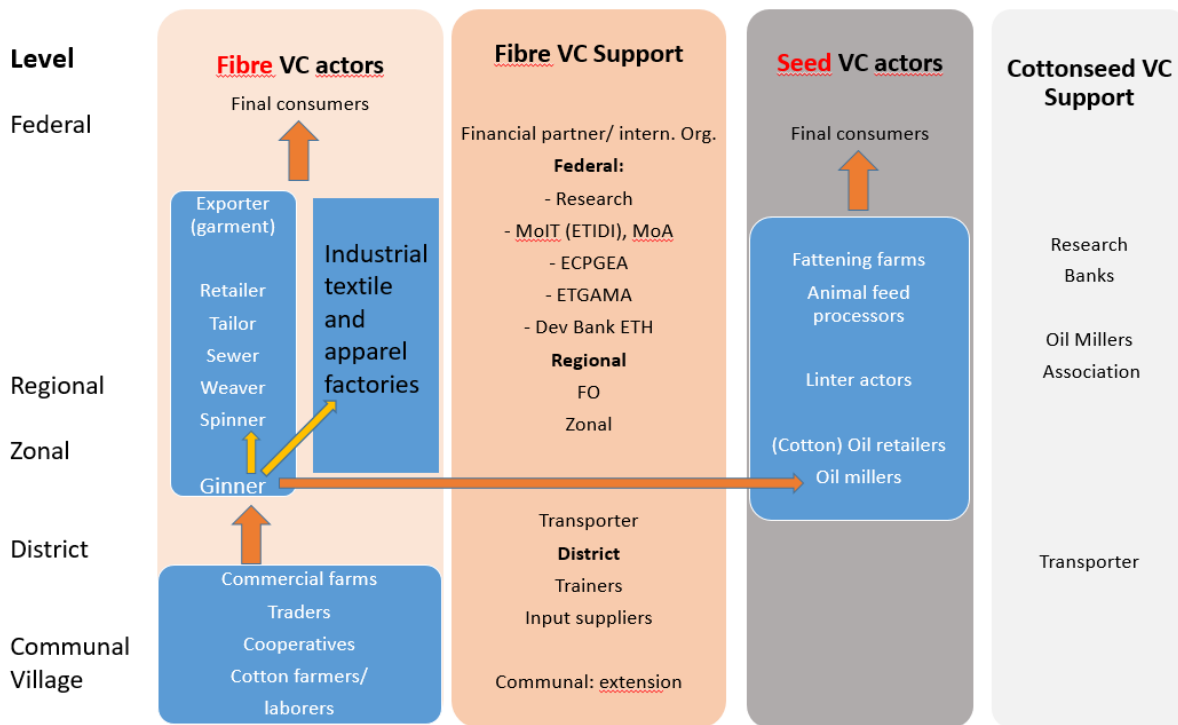 Level
Federal
Regional
Zonal
District
Communal
Village
Fibre VC actors
Final consumers
Exporter
(garment)
Retailer
Tailor
Sewer
Weaver
Spinner
Ginner
Industrial
textile
and
apparel
factories
Commercial farms
Traders
Cooperatives
Cotton farmers/
laborers
Fibre VC Support
Financial partner/ intern. Org.
Federal:
- Research
- MoIT (ETIDI), MoA
- ECPGEA
- ETGAMA
- Dev Bank ETH
Regional
FO
Zonal
Transporter
District
Trainers
Input suppliers
Communal: extension
Seed VC actors
Final consumers
Fattening farms
Animal feed
processors
Linter actors
(Cotton) Oil retailers
Oil millers
Cottonseed VC
Support
Research
Banks
Oil Millers
Association
Transporter